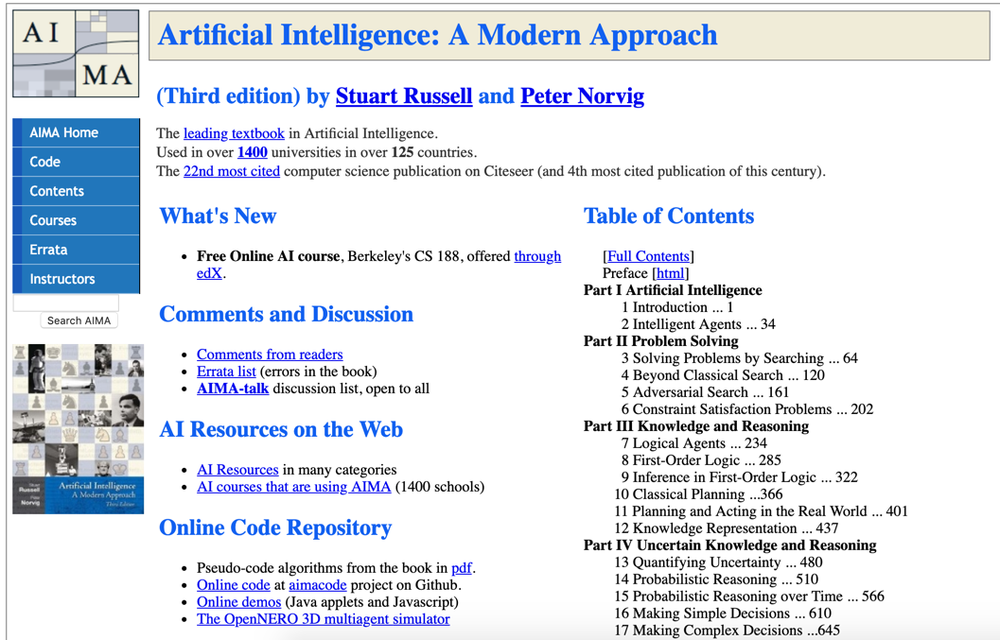 AI
MA
Artificial Intelligence: A Modern Approach
(Third edition) by Stuart Russell and Peter Norvig
The leading textbook in Artificial Intelligence.
Used in over 1400 universities in over 125 countries.
The 22nd most cited computer science publication on Citeseer (and 4th most cited publication of this century).
AIMA Home
Code
Contents
Courses
Errata
Instructors
Search AIMA
Stuart
Russell
Peter
Norvig
Artificial Intelligence
A Modern Approach
Third Edition
What's New
• Free Online AI course, Berkeley's CS 188, offered through
edX.
Comments and Discussion
• Comments from readers
• Errata list (errors in the book)
• AIMA-talk discussion list, open to all
AI Resources on the Web
• AI Resources in many categories
• AI courses that are using AIMA (1400 schools)
Online Code Repository
• Pseudo-code algorithms from the book in pdf.
• Online code at aimacode project on Github.
• Online demos (Java applets and Javascript)
• The OpenNERO 3D multiagent simulator
Table of Contents
[Full Contents]
Preface [html]
Part I Artificial Intelligence
1 Introduction ... 1
2 Intelligent Agents ... 34
Part II Problem Solving
3 Solving Problems by Searching ... 64
4 Beyond Classical Search ... 120
5 Adversarial Search ... 161
6 Constraint Satisfaction Problems ... 202
Part III Knowledge and Reasoning
7 Logical Agents ... 234
8 First-Order Logic ... 285
9 Inference in First-Order Logic ... 322
10 Classical Planning ...366
11 Planning and Acting in the Real World ... 401
12 Knowledge Representation ... 437
Part IV Uncertain Knowledge and Reasoning
13 Quantifying Uncertainty ... 480
14 Probabilistic Reasoning ... 510
15 Probabilistic Reasoning over Time ... 566
16 Making Simple Decisions ... 610
17 Making Complex Decisions ...645